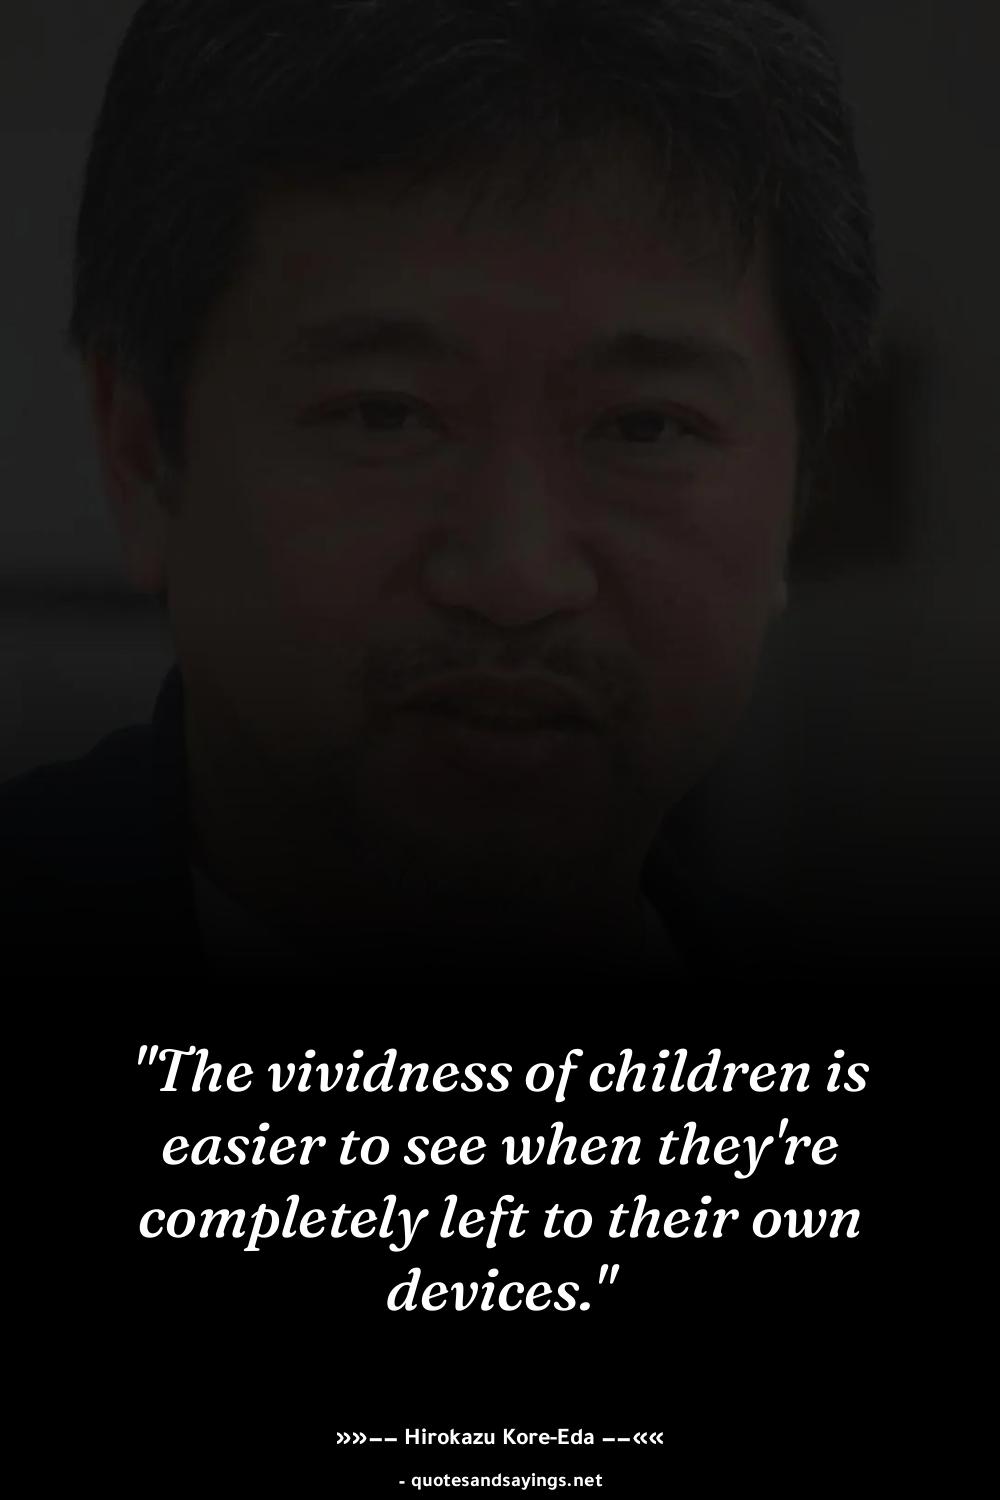 "The vividness of children is
easier to see when they're
completely left to their own
devices."
»»–– Hirokazu Kore-Eda ––««
- quotesandsayings.net